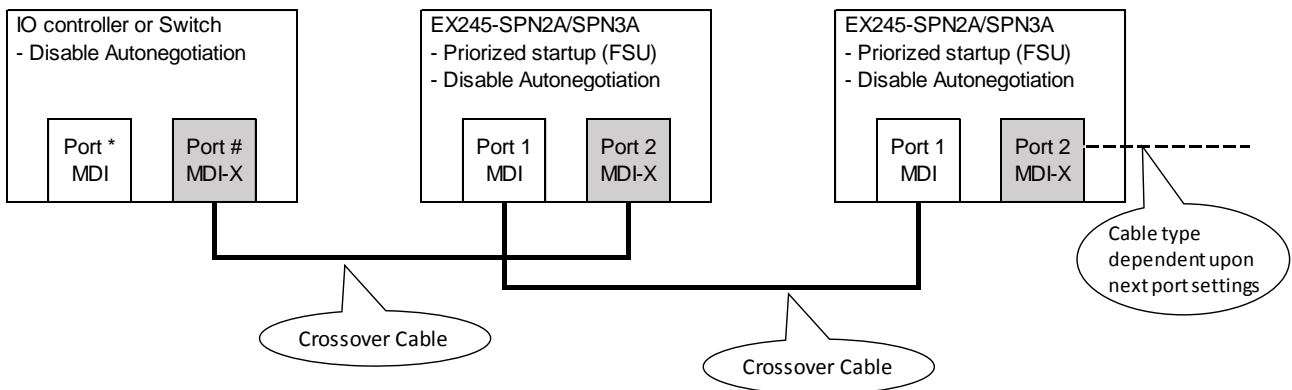 IO controller or Switch
- Disable Autonegotiation
Port *
MDI
Port #
MDI-X
EX245-SPN2A/SPN3A
- Priorized startup (FSU)
- Disable Autonegotiation
Port 1
MDI
Port 2
MDI-X
EX245-SPN2A/SPN3A
- Priorized startup (FSU)
- Disable Autonegotiation
Port 1
MDI
Port 2
MDI-X
Cable type
dependent upon
next port settings
Crossover Cable
Crossover Cable